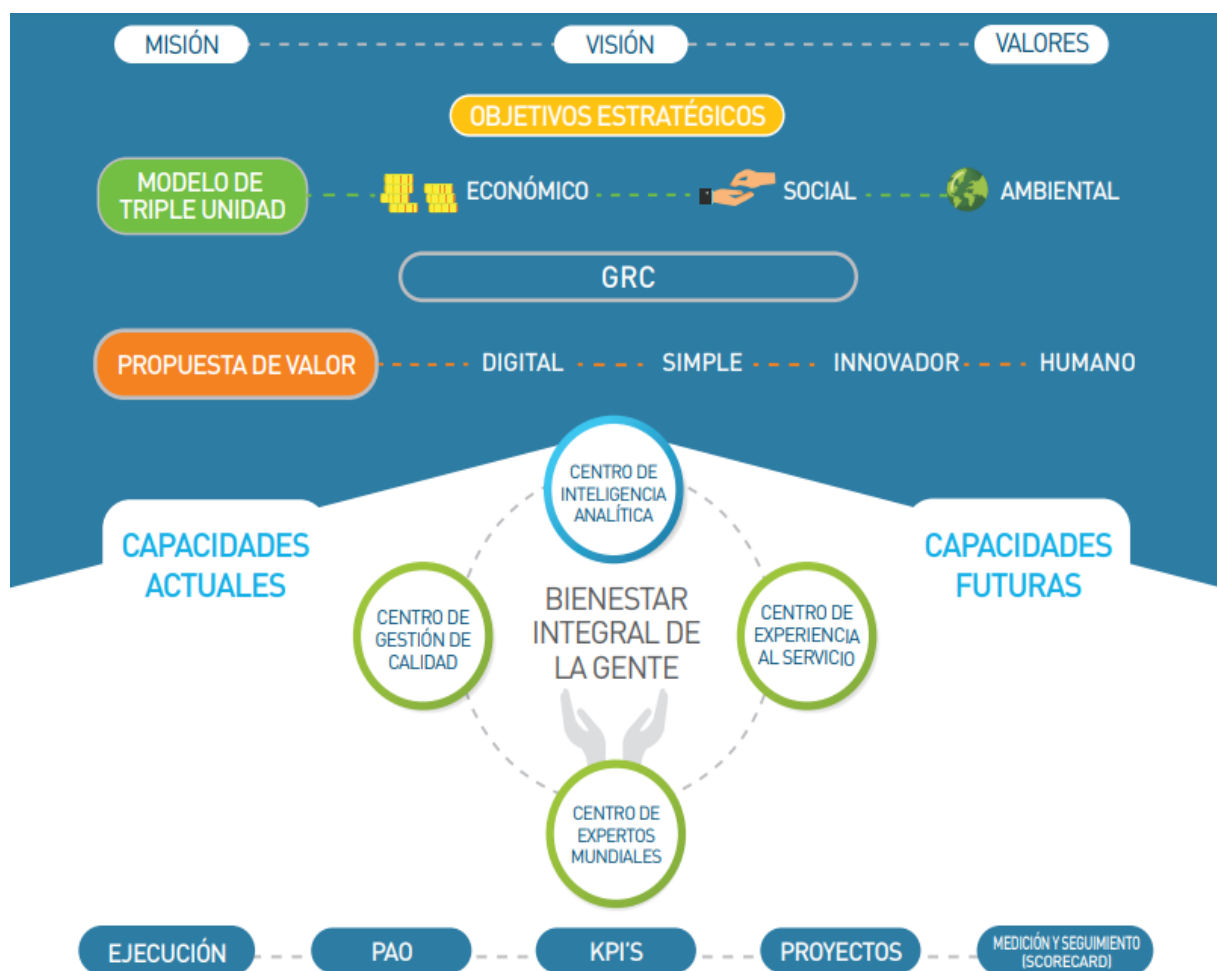 MISIÓN
VISIÓN
VALORES
OBJETIVOS ESTRATÉGICOS
MODELO DE
TRIPLE UNIDAD
ECONÓMICO
SOCIAL
AMBIENTAL
GRC
PROPUESTA DE VALOR
DIGITAL
SIMPLE
INNOVADOR
HUMANO
CENTRO DE
INTELIGENCIA
ANALÍTICA
CAPACIDADES
ACTUALES
CAPACIDADES
FUTURAS
CENTRO DE
GESTIÓN DE
CALIDAD
BIENESTAR
INTEGRAL DE
LA GENTE
CENTRO DE
EXPERIENCIA
AL SERVICIO
CENTRO DE
EXPERTOS
MUNDIALES
EJECUCIÓN
PAO
KPI'S
PROYECTOS
MEDICIÓN Y SEGUIMIENTO
(SCORECARD)